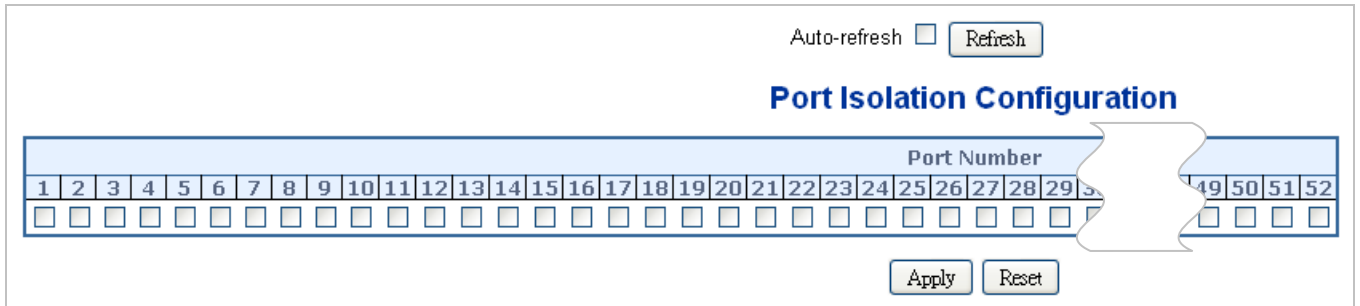 Auto-refresh Refresh
Port Isolation Configuration
Port Number
1 2 3 4 5 6 7 8 9 10 11 12 13 14 15 16 17 18 19 20 21 22 23 24 25 26 27 28 29 49 50 51 52
Apply Reset